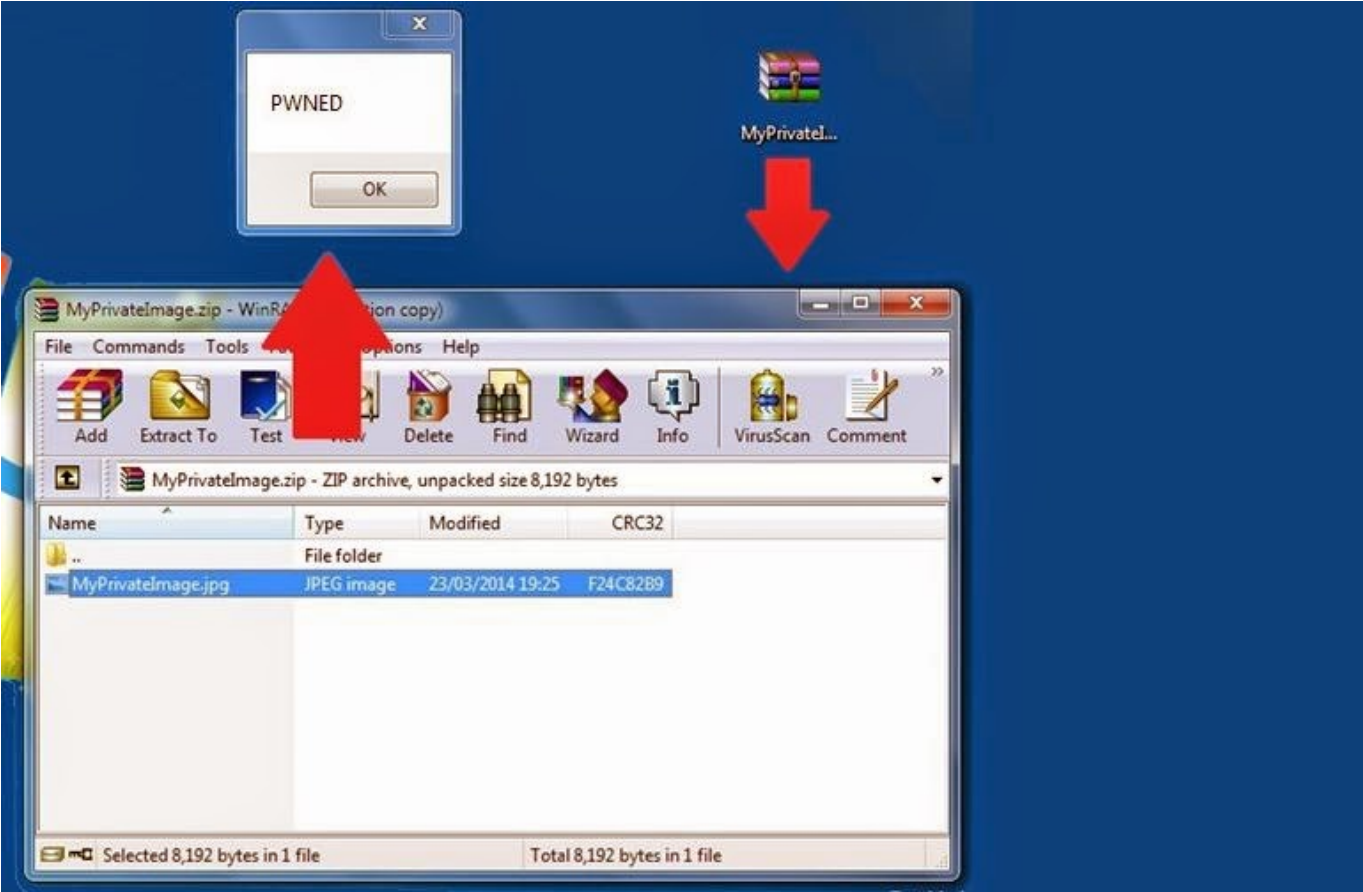 PWNED
OK
MyPrivateI...
MyPrivateImage.zip - WinRA tion copy)
File Commands Tools ions Help
Add Extract To Test View Delete Find Wizard Info VirusScan Comment
MyPrivateImage.zip - ZIP archive, unpacked size 8,192 bytes
Name Type Modified CRC32
.. File folder
MyPrivateImage.jpg JPEG image 23/03/2014 19:25 F24C82B9
Selected 8,192 bytes in 1 file Total 8,192 bytes in 1 file